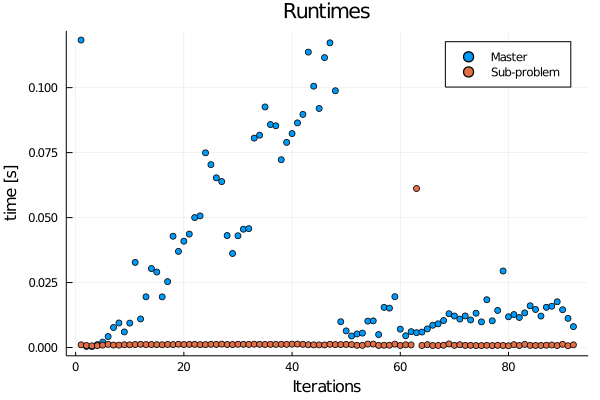 Runtimes
Master
Sub-problem
time [s]
0.100
0.075
0.050
0.025
0.000
0 20 40 60 80
Iterations